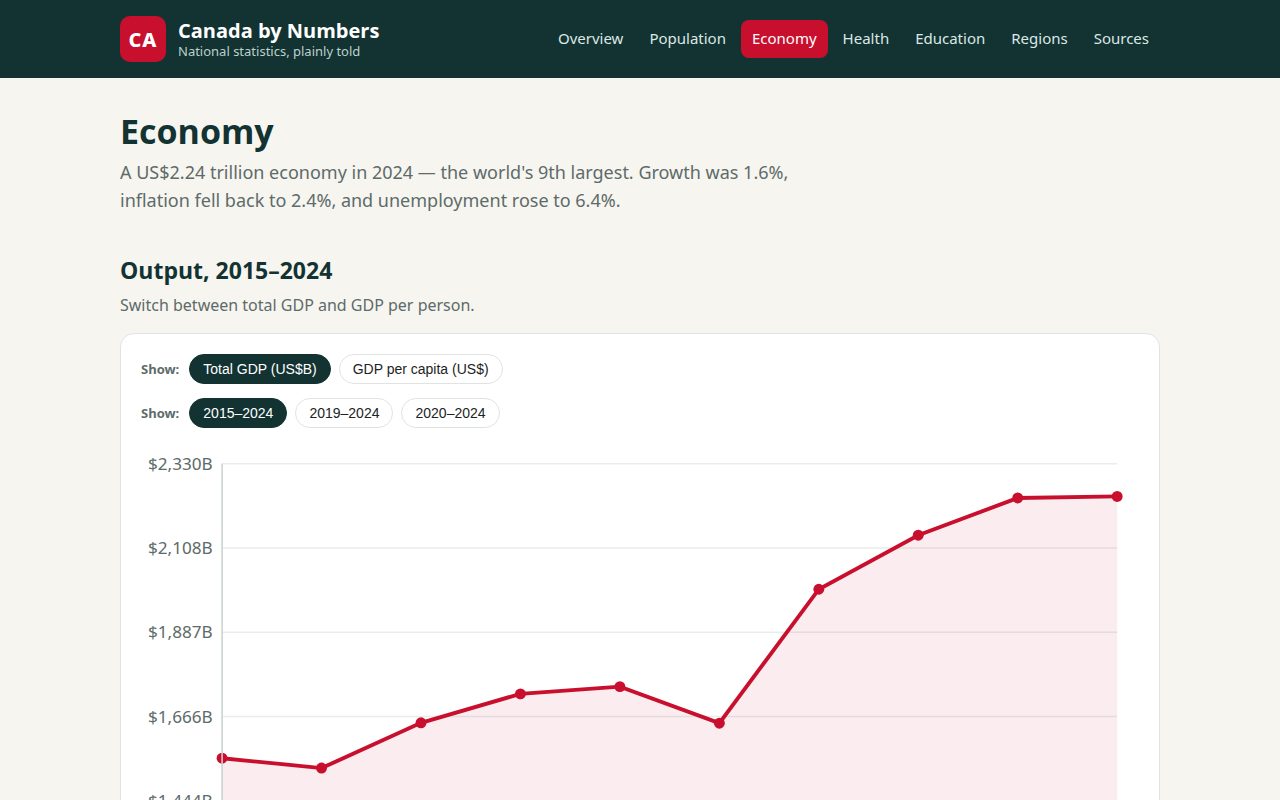 CA
Canada by Numbers
National statistics, plainly told
Overview
Population
Economy
Health
Education
Regions
Sources
Economy
A US$2.24 trillion economy in 2024 — the world's 9th largest. Growth was 1.6%,
inflation fell back to 2.4%, and unemployment rose to 6.4%.
Output, 2015–2024
Switch between total GDP and GDP per person.
Show: Total GDP (US$B) GDP per capita (US$)
Show: 2015–2024 2019–2024 2020–2024
$2,330B
$2,108B
$1,887B
$1,666B
$1,444B